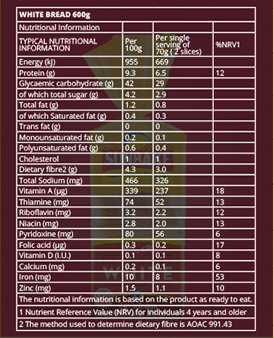 WHITE BREAD 600g
Nutritional Information
TYPICAL NUTRITIONAL INFORMATION Per 100g Per single serving of 70g ( 2 slices) %NRV1
Energy (kJ) 955 669
Protein (g) 9.3 6.5 12
Glycaemic carbohydrate (g) 42 29
of which total sugar (g) 4.2 2.9
Total fat (g) 1.2 0.8
of which Saturated fat (g) 0.4 0.3
Trans fat (g) 0 0
Monounsaturated fat (g) 0.2 0.1
Polyunsaturated fat (g) 0.6 0.4
Cholesterol 1 1
Dietary fibre2 (g) 4.3 3.0
Total Sodium (mg) 466 326
Vitamin A (µg) 339 237 18
Thiamine (mg) 74 52 13
Riboflavin (mg) 3.2 2.2 12
Niacin (mg) 2.8 2.0 13
Pyridoxine (mg) 80 56 6
Folic acid (µg) 0.3 0.2 17
Vitamin D (I.U.) 0.1 0.1 8
Calcium (mg) 0.2 0.1 6
Iron (mg) 10 8 53
Zinc (mg) 1.5 1.1 10
The nutritional information is based on the product as ready to eat.
1 Nutrient Reference Value (NRV) for individuals 4 years and older
2 The method used to determine dietary fibre is AOAC 991.43
WHITE